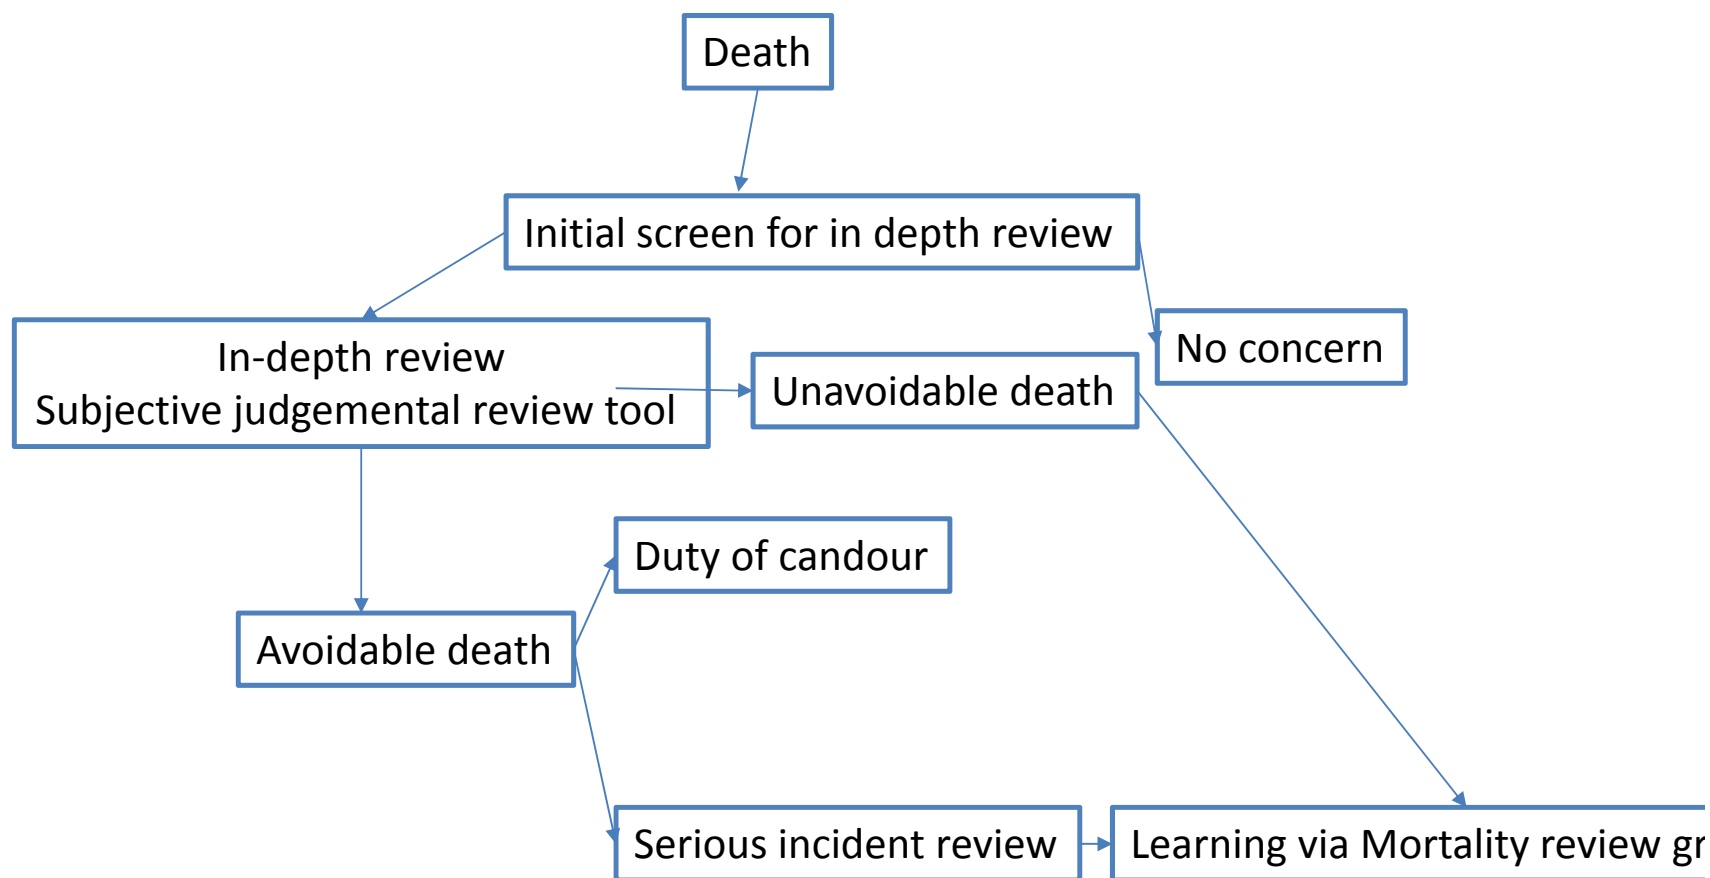 Death
Initial screen for in depth review
In-depth review
Subjective judgemental review tool
No concern
Unavoidable death
Duty of candour
Avoidable death
Serious incident review
Learning via Mortality review